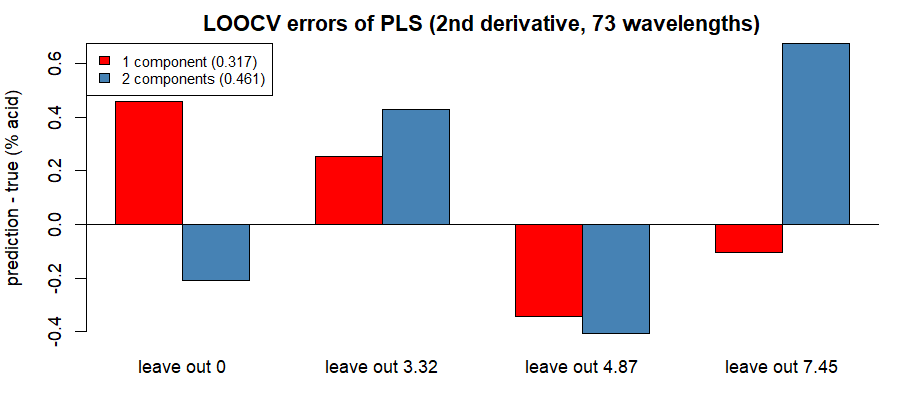 LOOCV errors of PLS (2nd derivative, 73 wavelengths)
1 component (0.317)
2 components (0.461)
prediction - true (% acid)
0.6
0.4
0.2
0.0
-0.2
-0.4
leave out 0
leave out 3.32
leave out 4.87
leave out 7.45